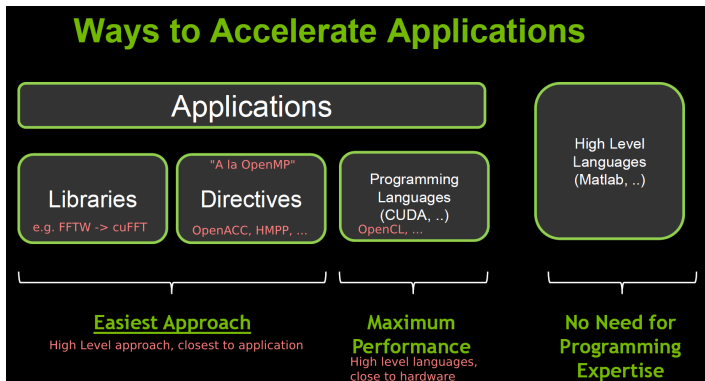 Ways to Accelerate Applications
Applications
High Level
Languages
(Matlab, ..)
Libraries
e.g. FFTW -> cuFFT
"A la OpenMP"
Directives
OpenACC, HMPP, ...
Programming
Languages
(CUDA, ..)
OpenCL, ...
Easiest Approach
High Level approach, closest to application
Maximum
Performance
High level languages,
close to hardware
No Need for
Programming
Expertise